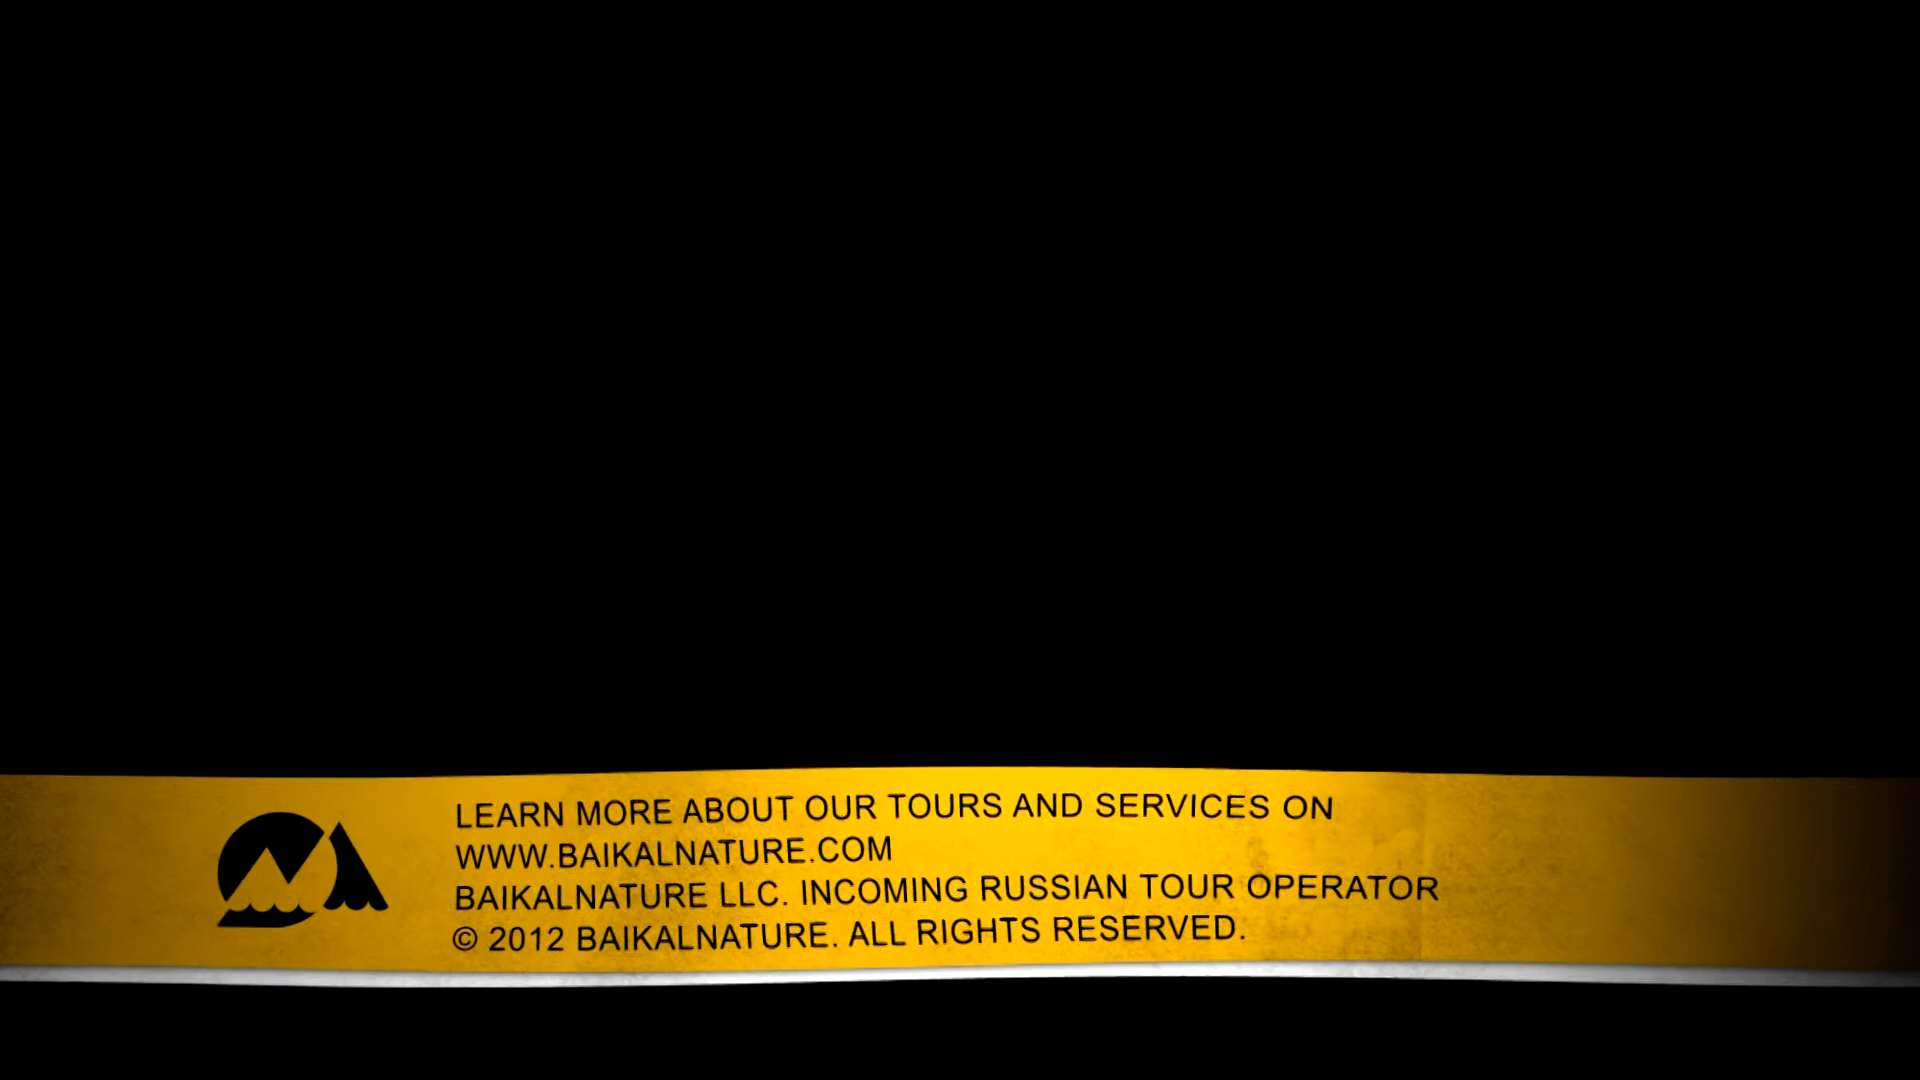 LEARN MORE ABOUT OUR TOURS AND SERVICES ON
WWW.BAIKALNATURE.COM
BAIKALNATURE LLC. INCOMING RUSSIAN TOUR OPERATOR
© 2012 BAIKALNATURE. ALL RIGHTS RESERVED.